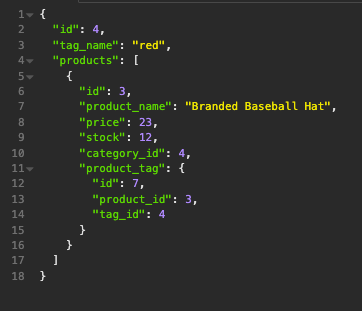 1 {
2   "id": 4,
3   "tag_name": "red",
4   "products": [
5     {
6       "id": 3,
7       "product_name": "Branded Baseball Hat",
8       "price": 23,
9       "stock": 12,
10       "category_id": 4,
11       "product_tag": {
12         "id": 7,
13         "product_id": 3,
14         "tag_id": 4
15       }
16     }
17   ]
18 }